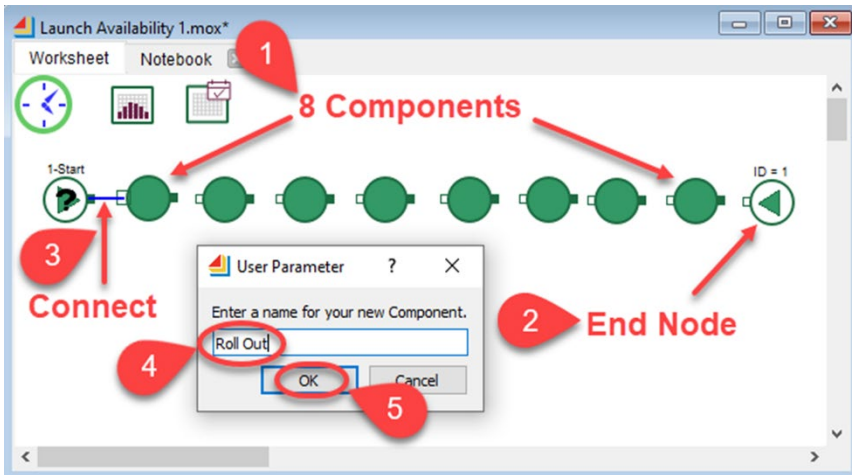 Launch Availability 1.mox*
Worksheet Notebook
1
8 Components
1-Start
ID = 1
3
Connect
User Parameter ? X
Enter a name for your new Component.
Roll Out
4
OK Cancel
5
2
End Node